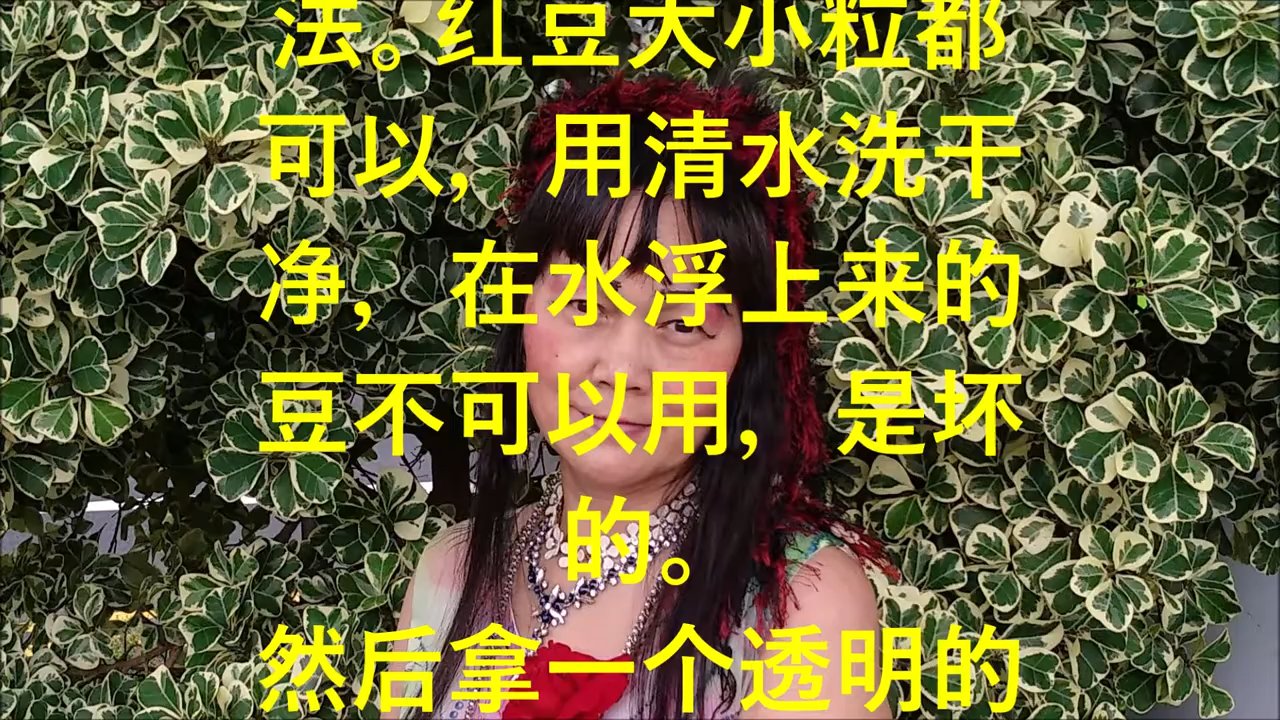 法。红豆大小粒都
可以，用清水洗干
净，在水浮上来的
豆不可以用，是坏
的。
然后拿一个透明的